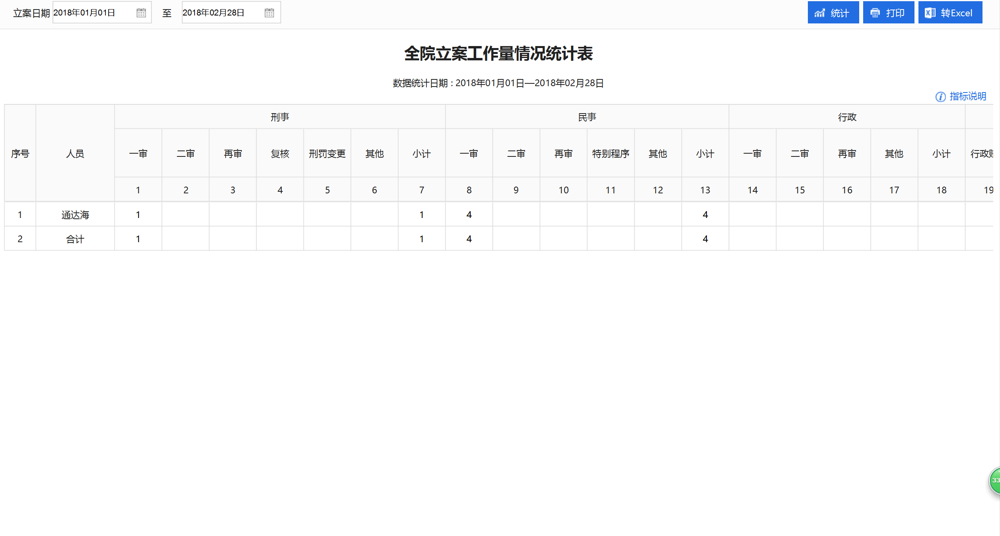 立案日期 2018年01月01日 至 2018年02月28日 统计 打印 转Excel
全院立案工作量情况统计表
数据统计日期：2018年01月01日—2018年02月28日
指标说明
序号 人员 刑事 民事 行政
一审 二审 再审 复核 刑罚变更 其他 小计 一审 二审 再审 特别程序 其他 小计 一审 二审 再审 其他 小计 行政
1 2 3 4 5 6 7 8 9 10 11 12 13 14 15 16 17 18 19
1 通达海 1 1 4 4
2 合计 1 1 4 4
33